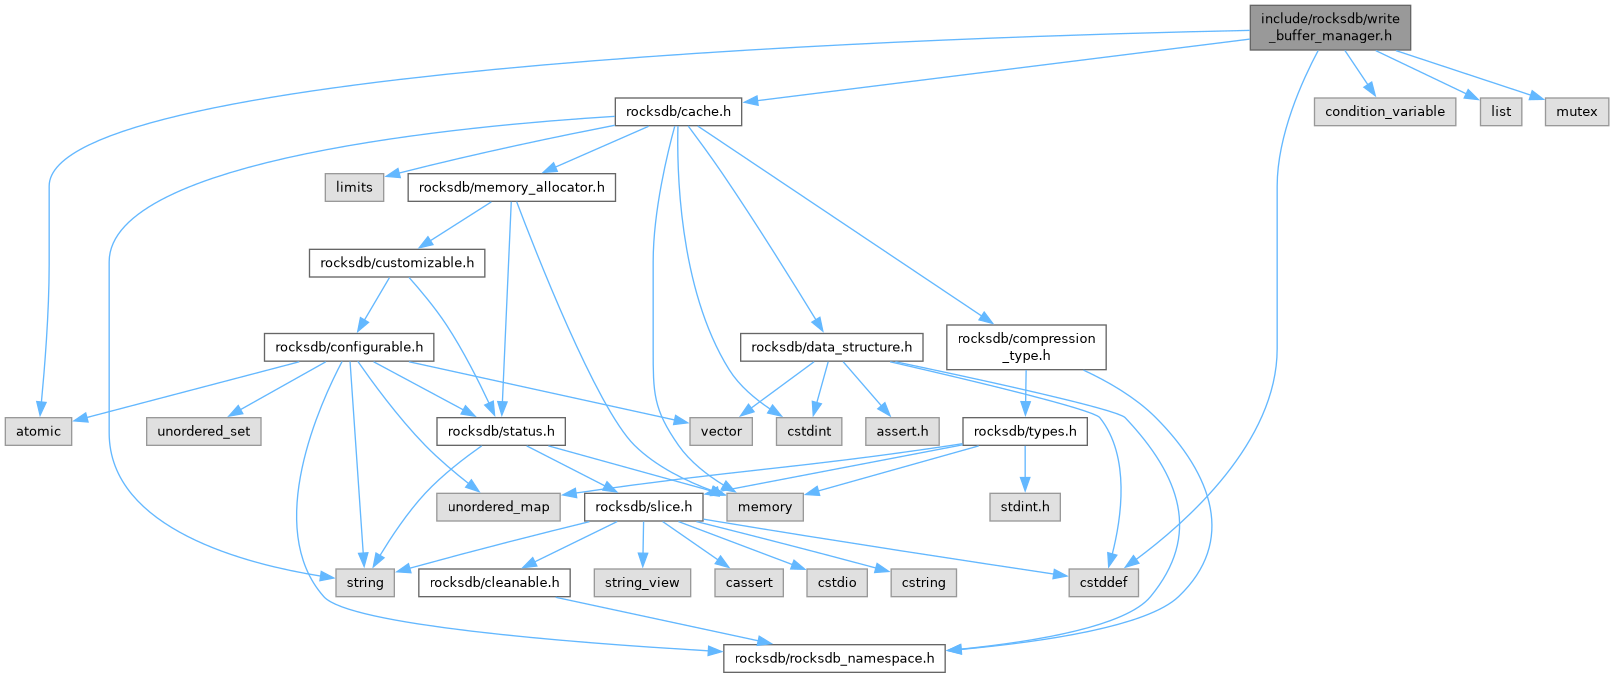 include/rocksdb/write
_buffer_manager.h
rocksdb/cache.h
condition_variable
list
mutex
limits
rocksdb/memory_allocator.h
rocksdb/customizable.h
rocksdb/configurable.h
rocksdb/data_structure.h
rocksdb/compression
_type.h
atomic
unordered_set
rocksdb/status.h
vector
cstdint
assert.h
rocksdb/types.h
unordered_map
rocksdb/slice.h
memory
stdint.h
string
rocksdb/cleanable.h
string_view
cassert
cstdio
cstring
cstddef
rocksdb/rocksdb_namespace.h